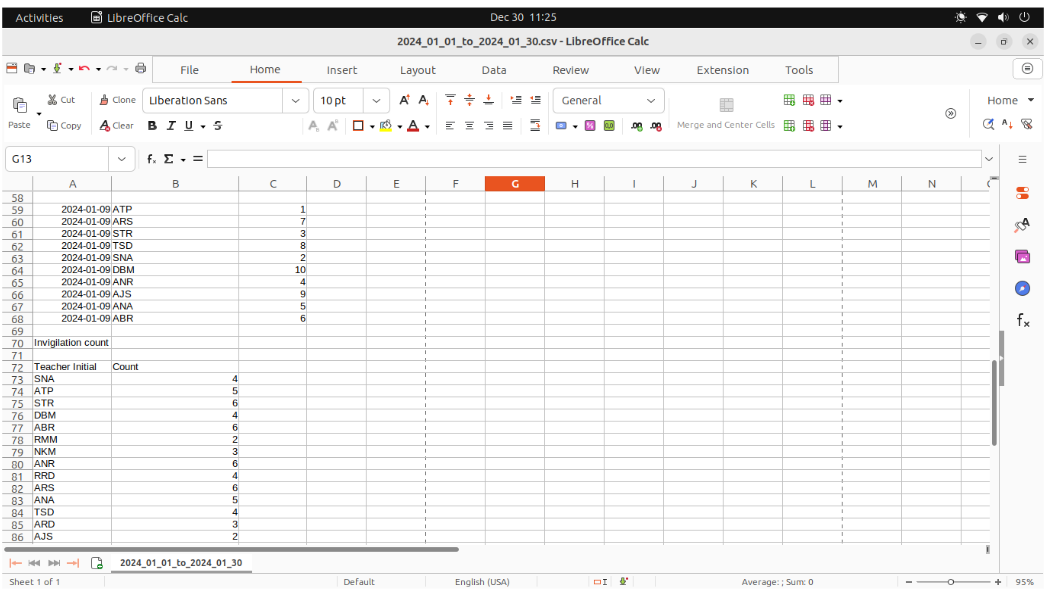 Activities LibreOffice Calc Dec 30 11:25
2024_01_01_to_2024_01_30.csv - LibreOffice Calc
File Home Insert Layout Data Review View Extension Tools
Cut Clone Liberation Sans 10 pt General Home
Paste Copy Clear B I U S Merge and Center Cells
G13 fx Σ =
A B C D E F G H I J K L M N
58
59 2024-01-09 ATP 1
60 2024-01-09 ARS 7
61 2024-01-09 STR 3
62 2024-01-09 TSD 8
63 2024-01-09 SNA 2
64 2024-01-09 DBM 10
65 2024-01-09 ANR 4
66 2024-01-09 AJS 9
67 2024-01-09 ANA 5
68 2024-01-09 ABR 6
69
70 Invigilation count
71
72 Teacher Initial Count
73 SNA 4
74 ATP 5
75 STR 6
76 DBM 4
77 ABR 6
78 RMM 2
79 NKM 3
80 ANR 6
81 RRD 4
82 ARS 6
83 ANA 5
84 TSD 4
85 ARD 3
86 AJS 2
2024_01_01_to_2024_01_30
Sheet 1 of 1 Default English (USA) Average: ; Sum: 0 95%